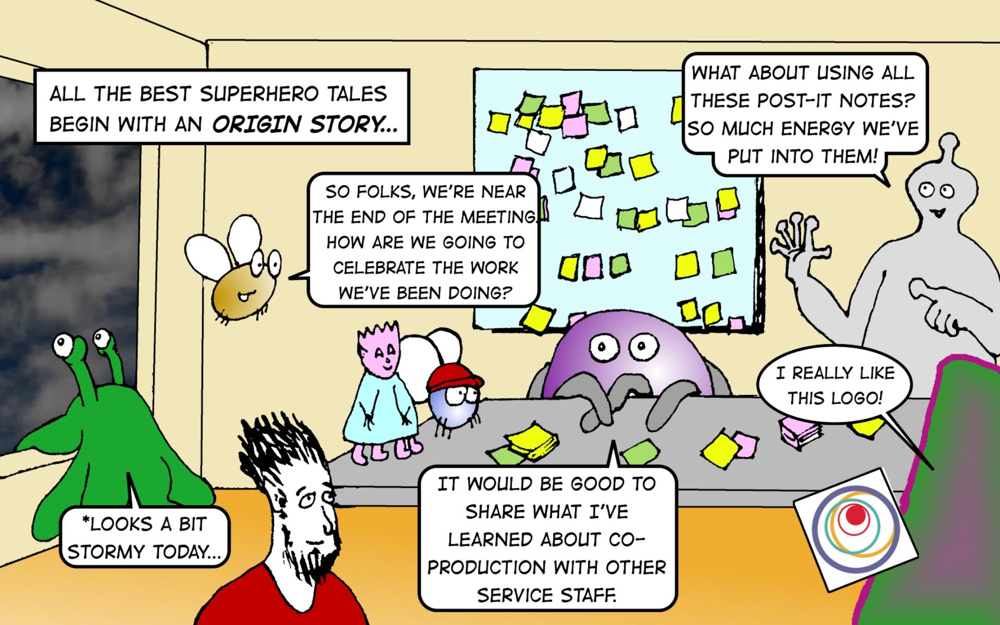 ALL THE BEST SUPERHERO TALES
BEGIN WITH AN ORIGIN STORY...
WHAT ABOUT USING ALL
THESE POST-IT NOTES?
SO MUCH ENERGY WE'VE
PUT INTO THEM!
SO FOLKS, WE'RE NEAR
THE END OF THE MEETING.
HOW ARE WE GOING TO
CELEBRATE THE WORK
WE'VE BEEN DOING?
I REALLY LIKE
THIS LOGO!
IT WOULD BE GOOD TO
SHARE WHAT I'VE
LEARNED ABOUT CO-
PRODUCTION WITH OTHER
SERVICE STAFF.
*LOOKS A BIT
STORMY TODAY...